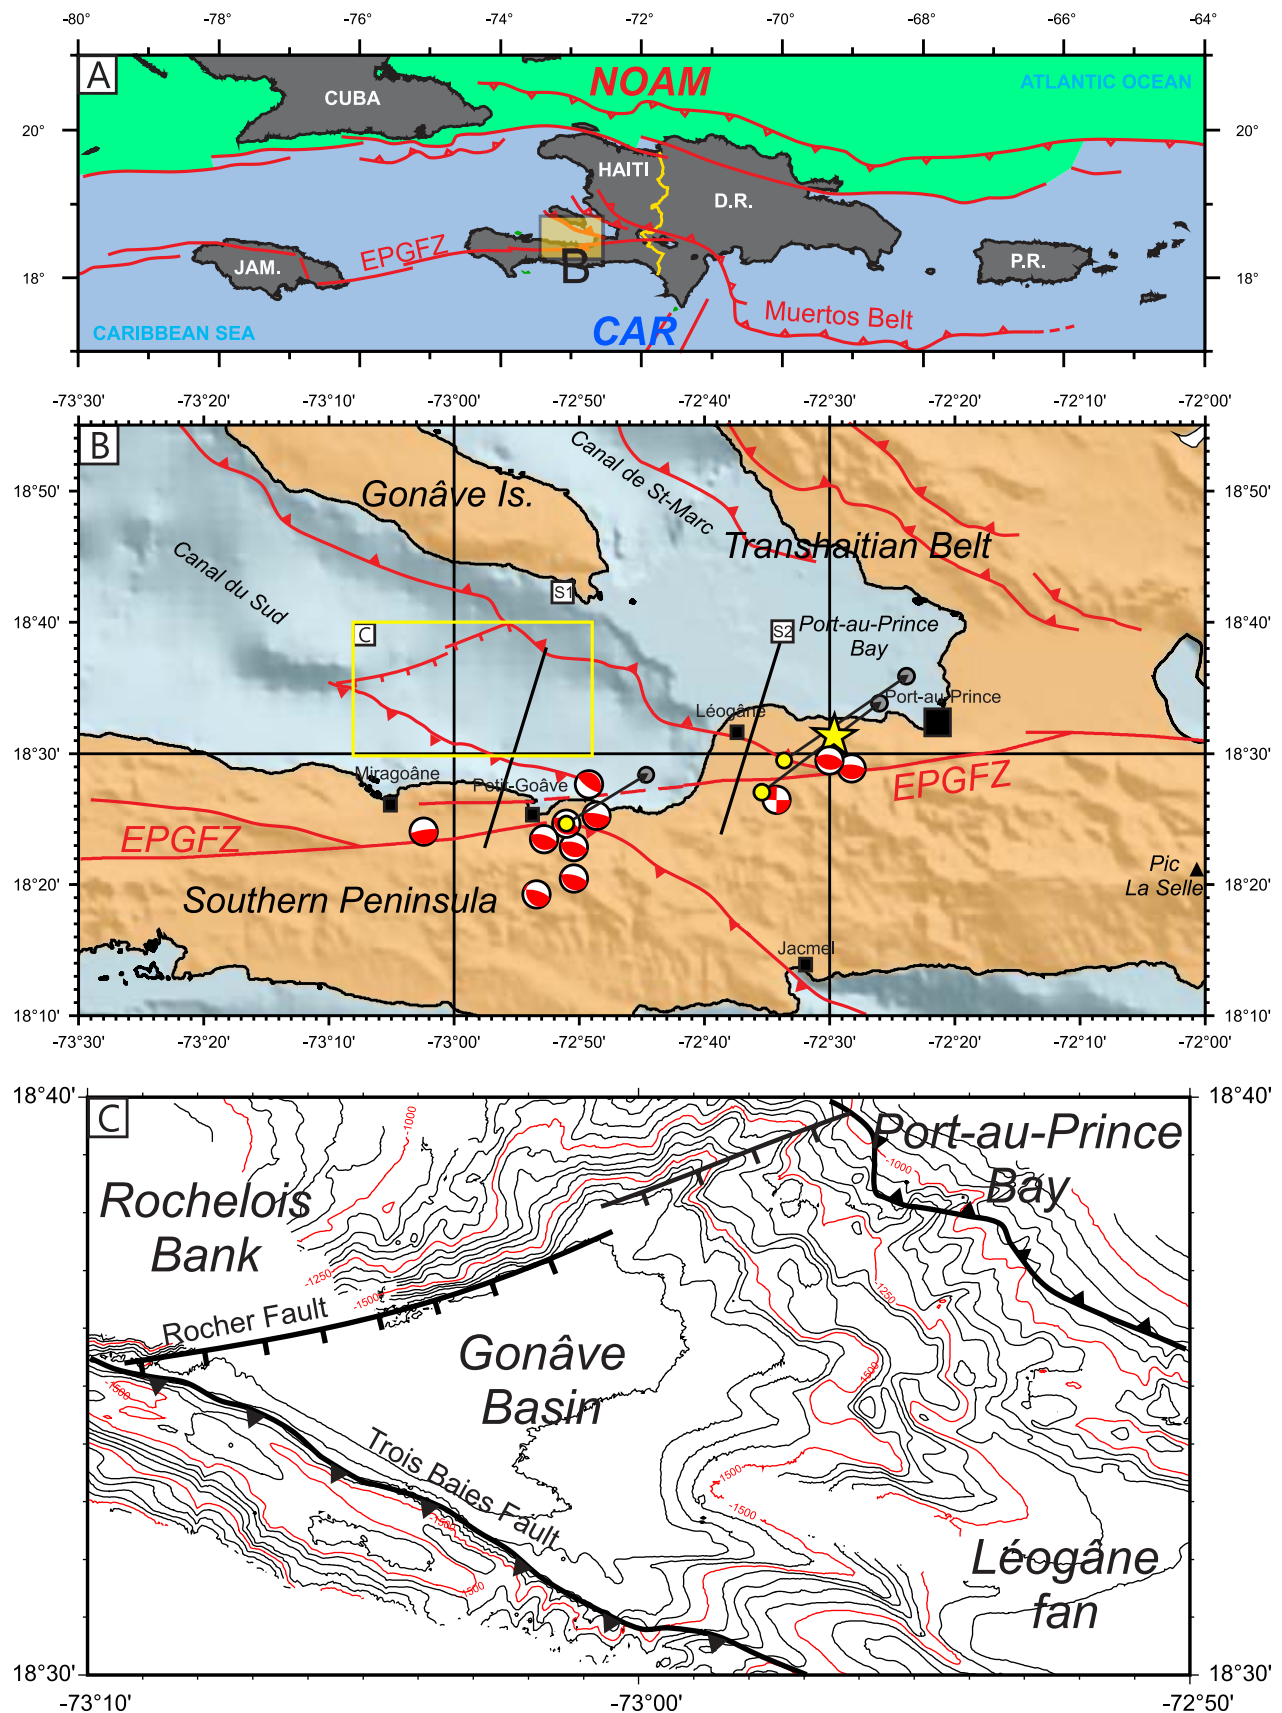 -80° -78° -76° -74° -72° -70° -68° -66° -64°
A
NOAM
ATLANTIC OCEAN
CUBA
20° 20°
HAITI
D.R.
EPGFZ
JAM.
B
P.R.
18° 18°
Muertos Belt
CARIBBEAN SEA
CAR
-73°30' -73°20' -73°10' -73°00' -72°50' -72°40' -72°30' -72°20' -72°10' -72°00'
B
Canal de St-Marc
18°50' 18°50'
Gonâve Is.
Transhaitian Belt
Canal du Sud
S1
18°40' 18°40'
C
S2
Port-au-Prince
Bay
Port-au-Prince
Léogâne
18°30' 18°30'
Miragoâne
Petit-Goâve
EPGFZ
EPGFZ
Pic
La Selle
18°20' 18°20'
Southern Peninsula
Jacmel
18°10' 18°10'
-73°30' -73°20' -73°10' -73°00' -72°50' -72°40' -72°30' -72°20' -72°10' -72°00'
18°40' 18°40'
C
-1000
Port-au-Prince
Bay
-1000
Rochelois
Bank
-1250
-15000
-1250
Rocher Fault
Gonâve
Basin
-1500
-1500
Trois Baies Fault
-1500
-1500
-1500
-1500
Léogâne
fan
18°30' 18°30'
-73°10' -73°00' -72°50'